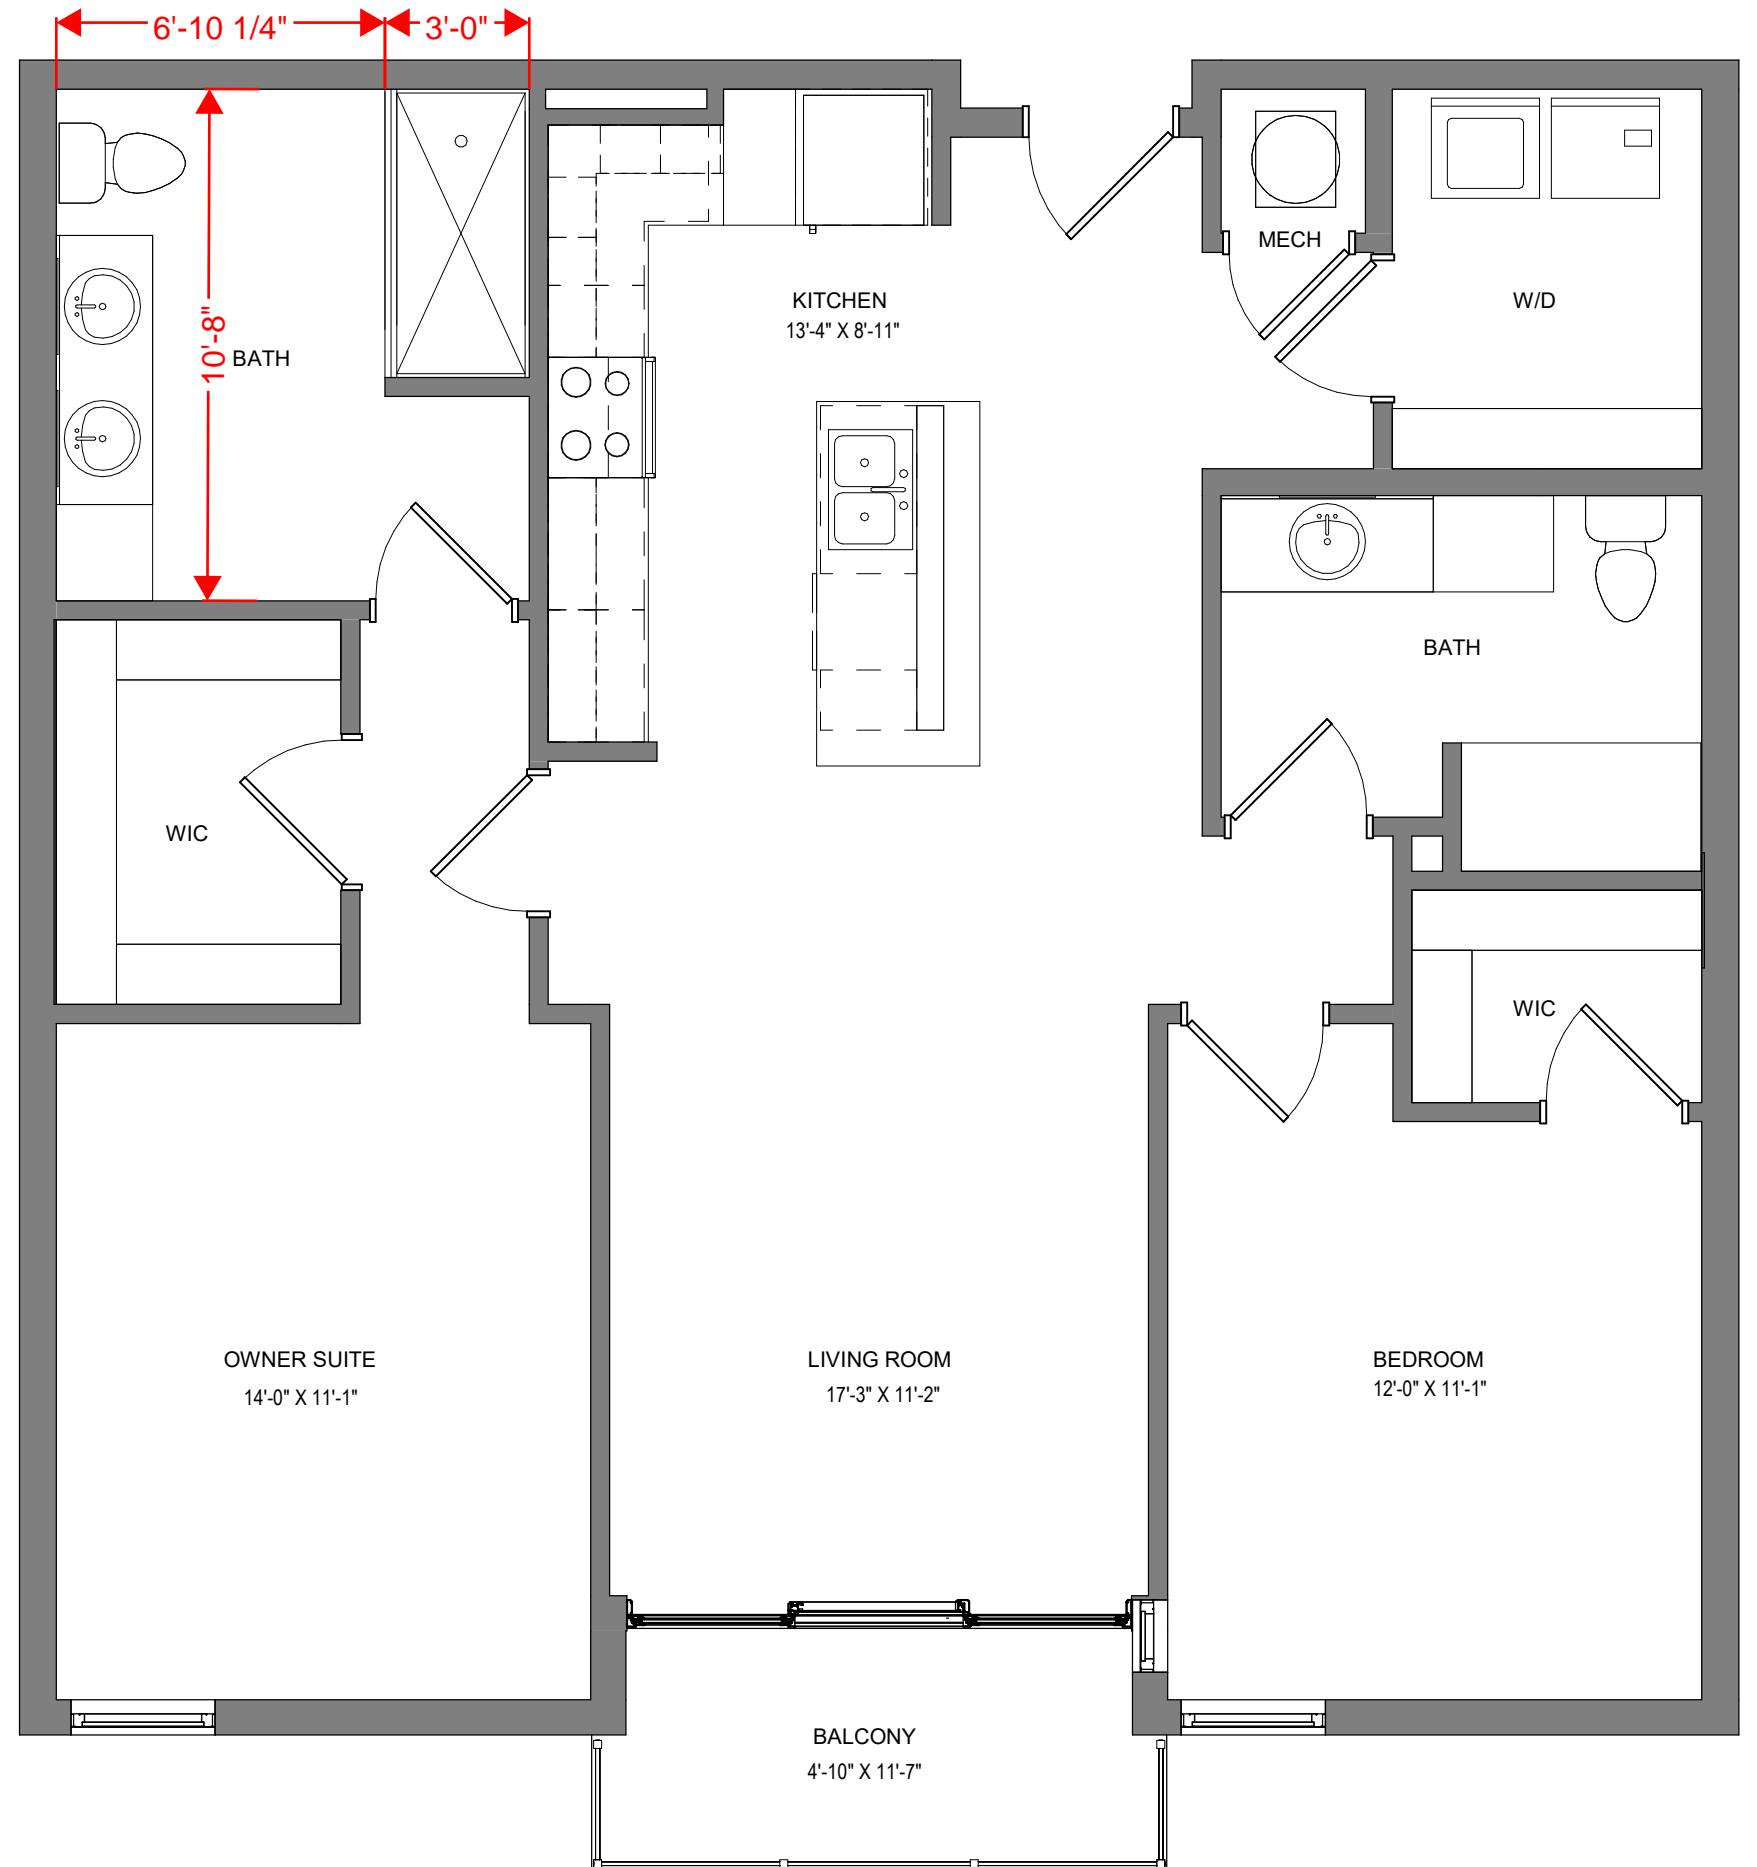 6'-10 1/4"
3'-0"
10'-8"
BATH
MECH
W/D
KITCHEN
13'-4" X 8'-11"
BATH
WIC
WIC
OWNER SUITE
14'-0" X 11'-1"
LIVING ROOM
17'-3" X 11'-2"
BEDROOM
12'-0" X 11'-1"
BALCONY
4'-10" X 11'-7"